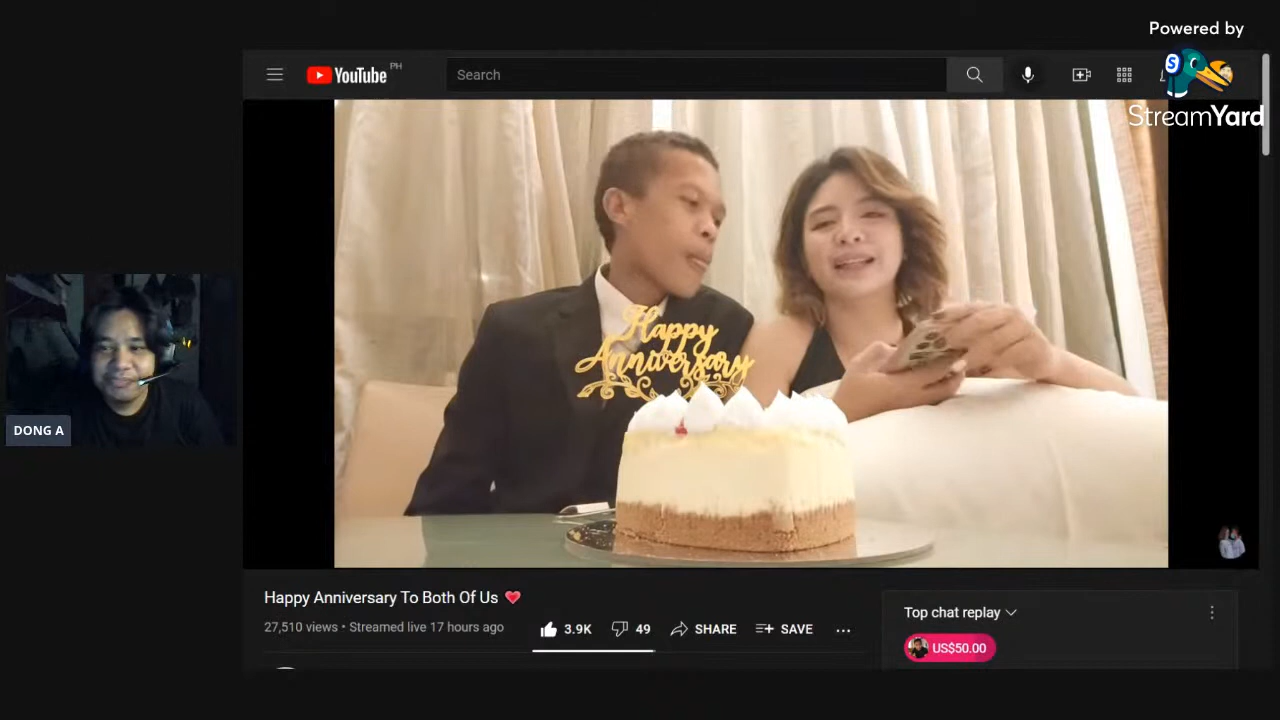 Powered by
StreamYard
YouTube PH
Search
Happy
Anniversary
DONG A
Happy Anniversary To Both Of Us ❤
27,510 views • Streamed live 17 hours ago
3.9K
49
SHARE
SAVE
Top chat replay
US$50.00